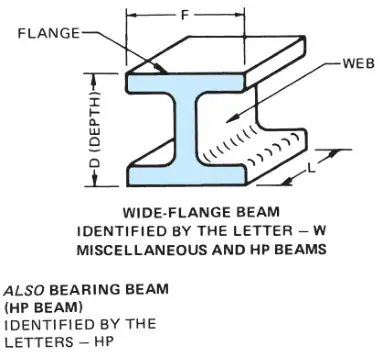 F
FLANGE
WEB
D (DEPTH)
L
WIDE-FLANGE BEAM
IDENTIFIED BY THE LETTER – W
MISCELLANEOUS AND HP BEAMS
ALSO BEARING BEAM
(HP BEAM)
IDENTIFIED BY THE
LETTERS – HP